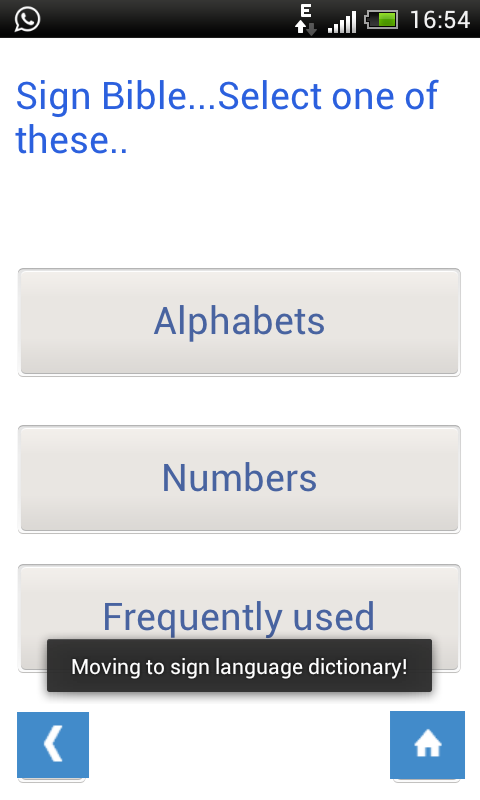 E
16:54
Sign Bible...Select one of
these..
Alphabets
Numbers
Frequently used
Moving to sign language dictionary!